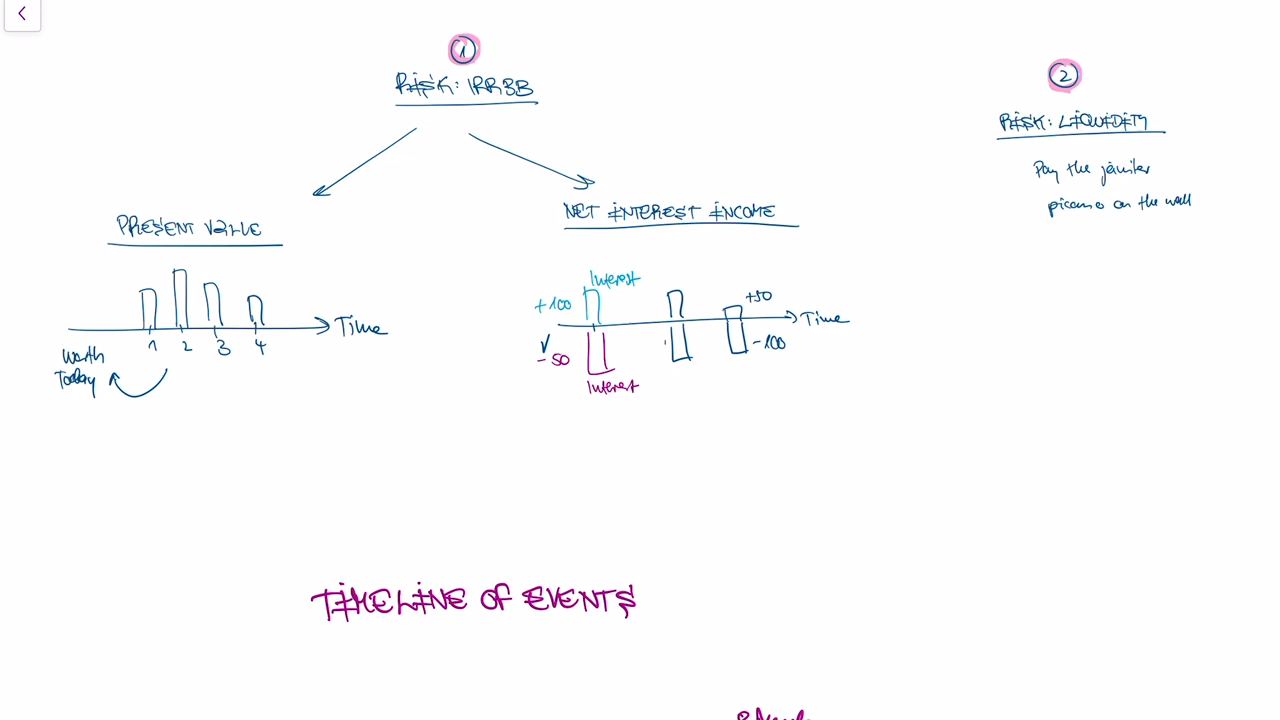 1
RISK: IRRBB
PRESENT VALUE
Time
1 2 3 4
Worth
Today
NET INTEREST INCOME
Interest
+100
-50
Interest
+50
-100
Time
2
RISK: LIQUIDITY
Pay the janitor
picasso on the wall
TIMELINE OF EVENTS